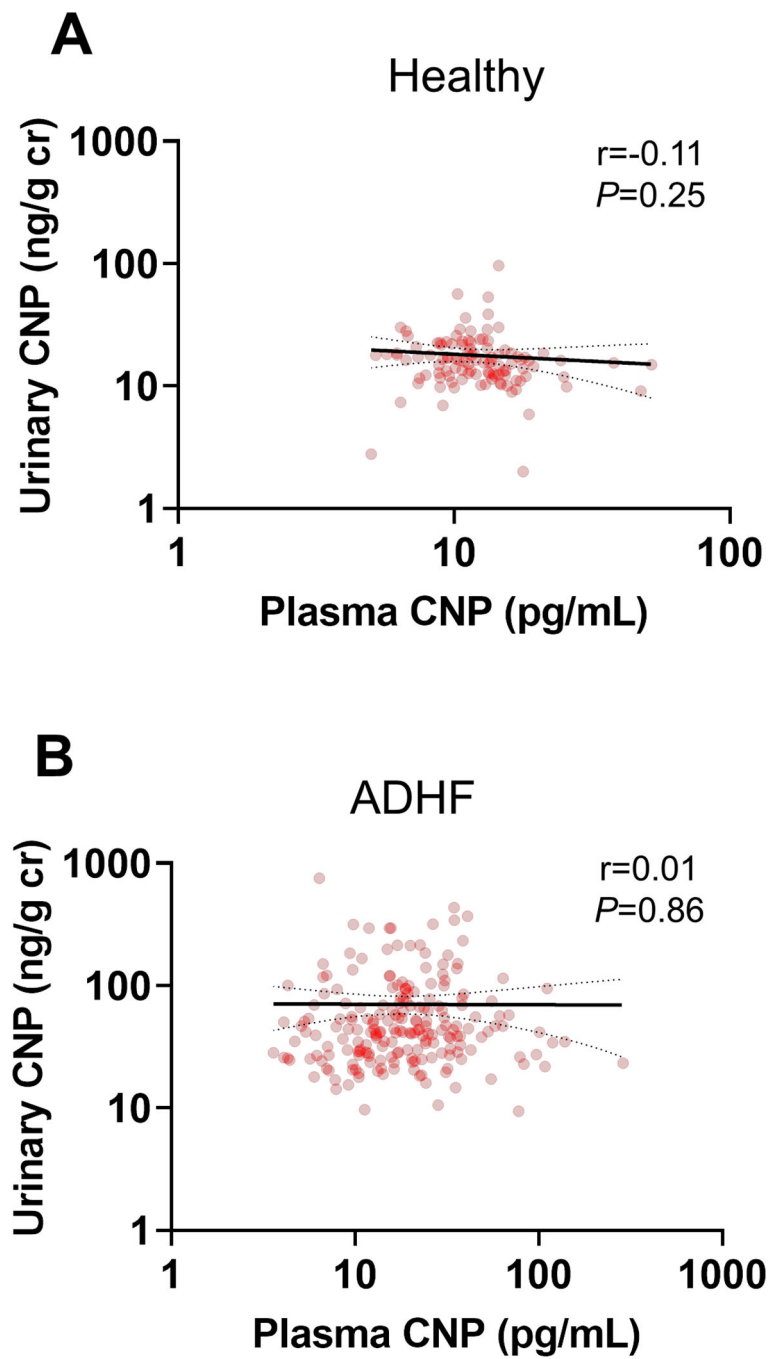 A
Healthy
r=-0.11
P=0.25
Urinary CNP (ng/g cr)
1000
100
10
1
1 10 100
Plasma CNP (pg/mL)
B
ADHF
r=0.01
P=0.86
Urinary CNP (ng/g cr)
1000
100
10
1
1 10 100 1000
Plasma CNP (pg/mL)